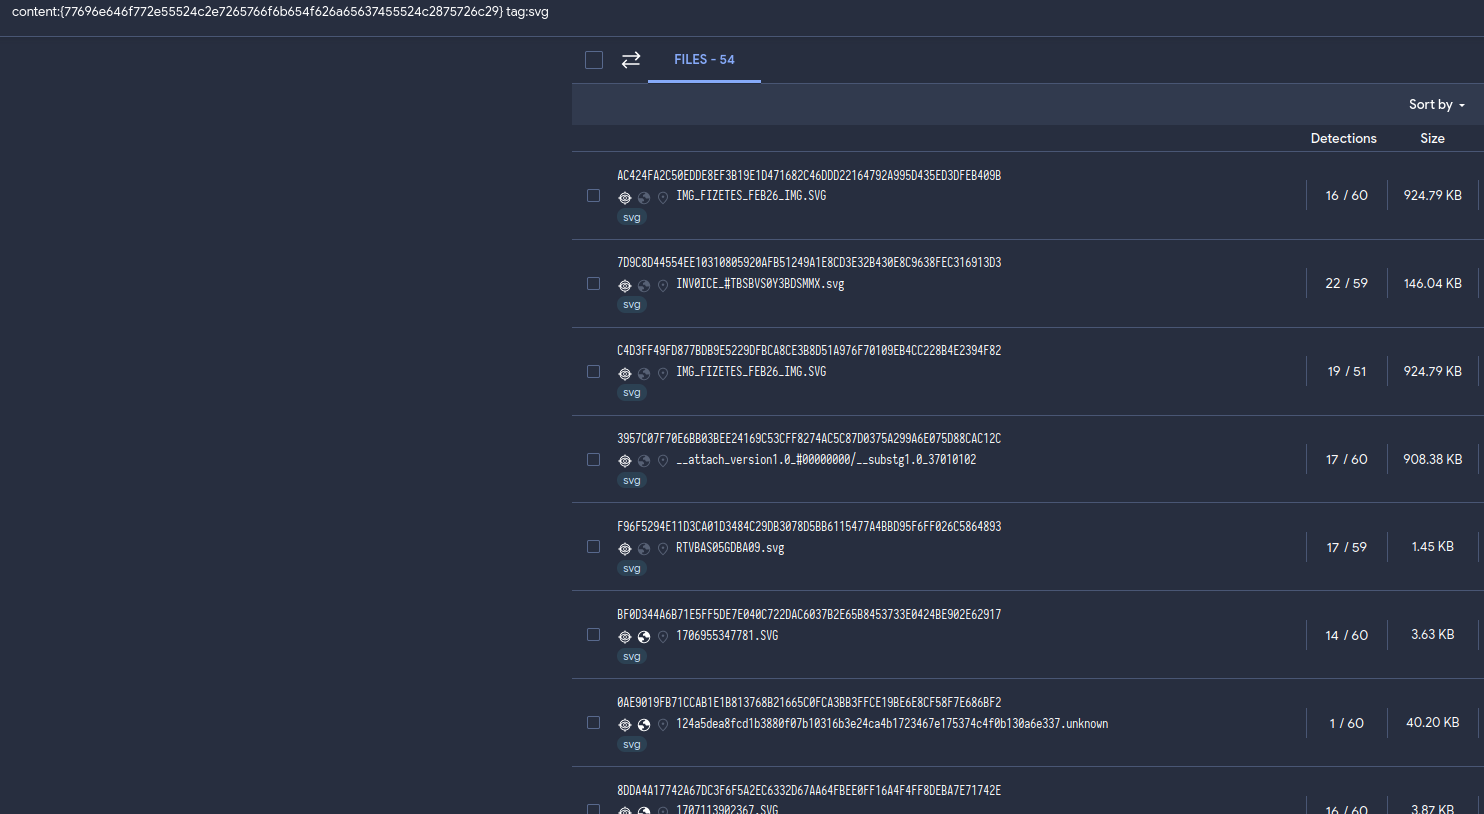 content:{77696e646f772e55524c2e7265766f6b654f626a65637455524c2875726c29} tag:svg
FILES - 54
Sort by
Detections Size
AC424FA2C50EDDE8EF3B19E1D471682C46DDD22164792A995D435ED3DFEB409B
IMG_FIZETES_FEB26_IMG.SVG
16 / 60
924.79 KB
svg
7D9C8D44554EE10310805920AFB51249A1E8CD3E32B430E8C9638FEC316913D3
INV0ICE_#TBSBVS0Y3BDSMMX.svg
22 / 59
146.04 KB
svg
C4D3FF49FD877BDB9E5229DFBCA8CE3B8D51A976F70109EB4CC228B4E2394F82
IMG_FIZETES_FEB26_IMG.SVG
19 / 51
924.79 KB
svg
3957C07F70E6BB03BEE24169C53CFF8274AC5C87D0375A299A6E075D88CAC12C
__attach_version1.0_#00000000/__substg1.0_37010102
17 / 60
908.38 KB
svg
F96F5294E11D3CA01D3484C29DB3078D5BB6115477A4BBD95F6FF026C5864893
RTVBAS05GDBA09.svg
17 / 59
1.45 KB
svg
BF0D344A6B71E5FF5DE7E040C722DAC6037B2E65B8453733E0424BE902E62917
1706955347781.SVG
14 / 60
3.63 KB
svg
0AE9019FB71CCAB1E1B813768B21665C0FCA3BB3FFCE19BE6E8CF58F7E686BF2
124a5dea8fcd1b3880f07b10316b3e24ca4b1723467e175374c4f0b130a6e337.unknown
1 / 60
40.20 KB
svg
8DDA4A17742A67DC3F6F5A2EC6332D67AA64FBEE0FF16A4F4FF8DEBA7E71742E
1707113902367.SVG
16 / 60
3.87 KB